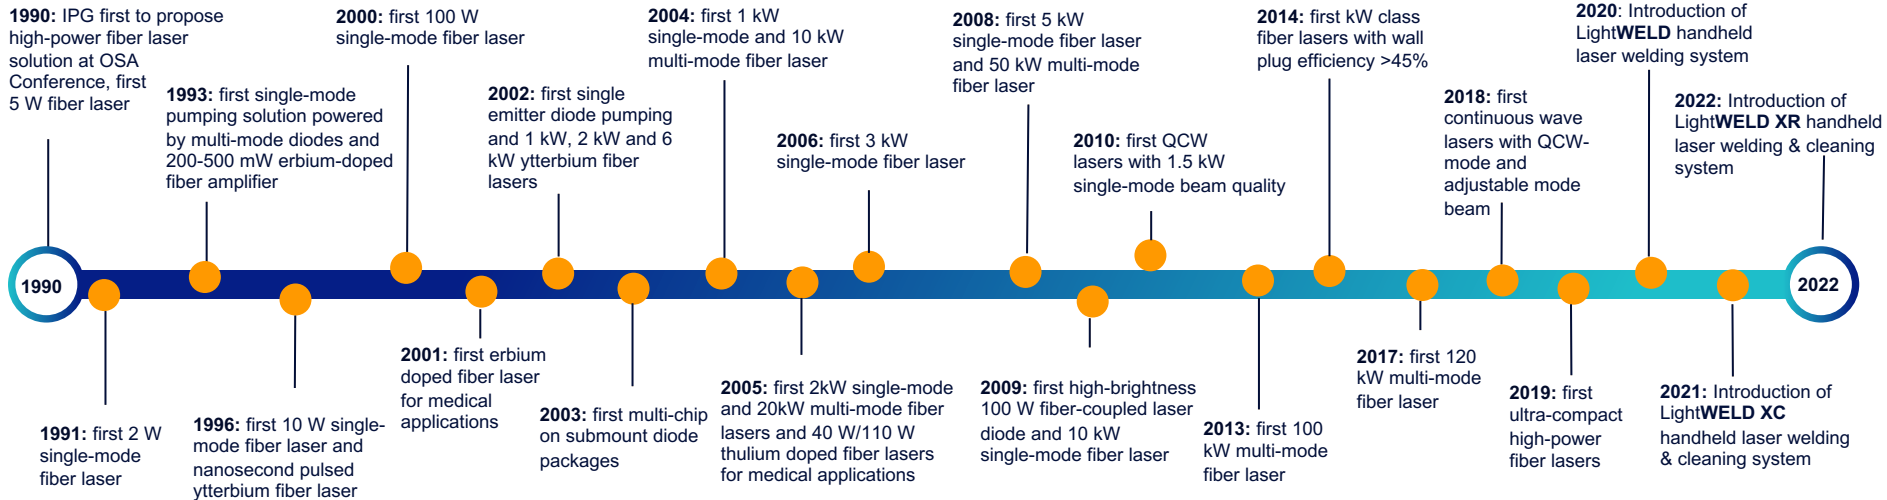 1990: IPG first to propose
high-power fiber laser
solution at OSA
Conference, first
5 W fiber laser
1993: first single-mode
pumping solution powered
by multi-mode diodes and
200-500 mW erbium-doped
fiber amplifier
2000: first 100 W
single-mode fiber laser
2002: first single
emitter diode pumping
and 1 kW, 2 kW and 6
kW ytterbium fiber
lasers
2004: first 1 kW
single-mode and 10 kW
multi-mode fiber laser
2006: first 3 kW
single-mode fiber laser
2008: first 5 kW
single-mode fiber laser
and 50 kW multi-mode
fiber laser
2010: first QCW
lasers with 1.5 kW
single-mode beam quality
2014: first kW class
fiber lasers with wall
plug efficiency >45%
2018: first
continuous wave
lasers with QCW-
mode and
adjustable mode
beam
2020: Introduction of
LightWELD handheld
laser welding system
2022: Introduction of
LightWELD XR handheld
laser welding & cleaning
system
1990
2022
1991: first 2 W
single-mode
fiber laser
1996: first 10 W single-
mode fiber laser and
nanosecond pulsed
ytterbium fiber laser
2001: first erbium
doped fiber laser
for medical
applications
2003: first multi-chip
on submount diode
packages
2005: first 2kW single-mode
and 20kW multi-mode fiber
lasers and 40 W/110 W
thulium doped fiber lasers
for medical applications
2009: first high-brightness
100 W fiber-coupled laser
diode and 10 kW
single-mode fiber laser
2013: first 100
kW multi-mode
fiber laser
2017: first 120
kW multi-mode
fiber laser
2019: first
ultra-compact
high-power
fiber lasers
2021: Introduction of
LightWELD XC
handheld laser welding
& cleaning system